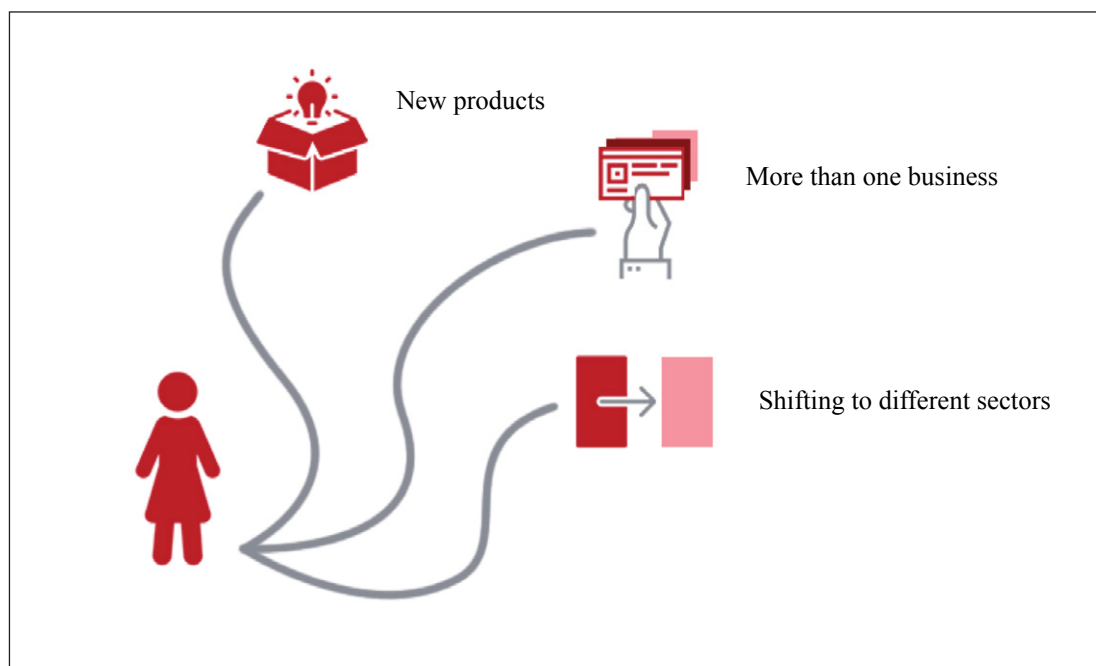 New products
More than one business
Shifting to different sectors